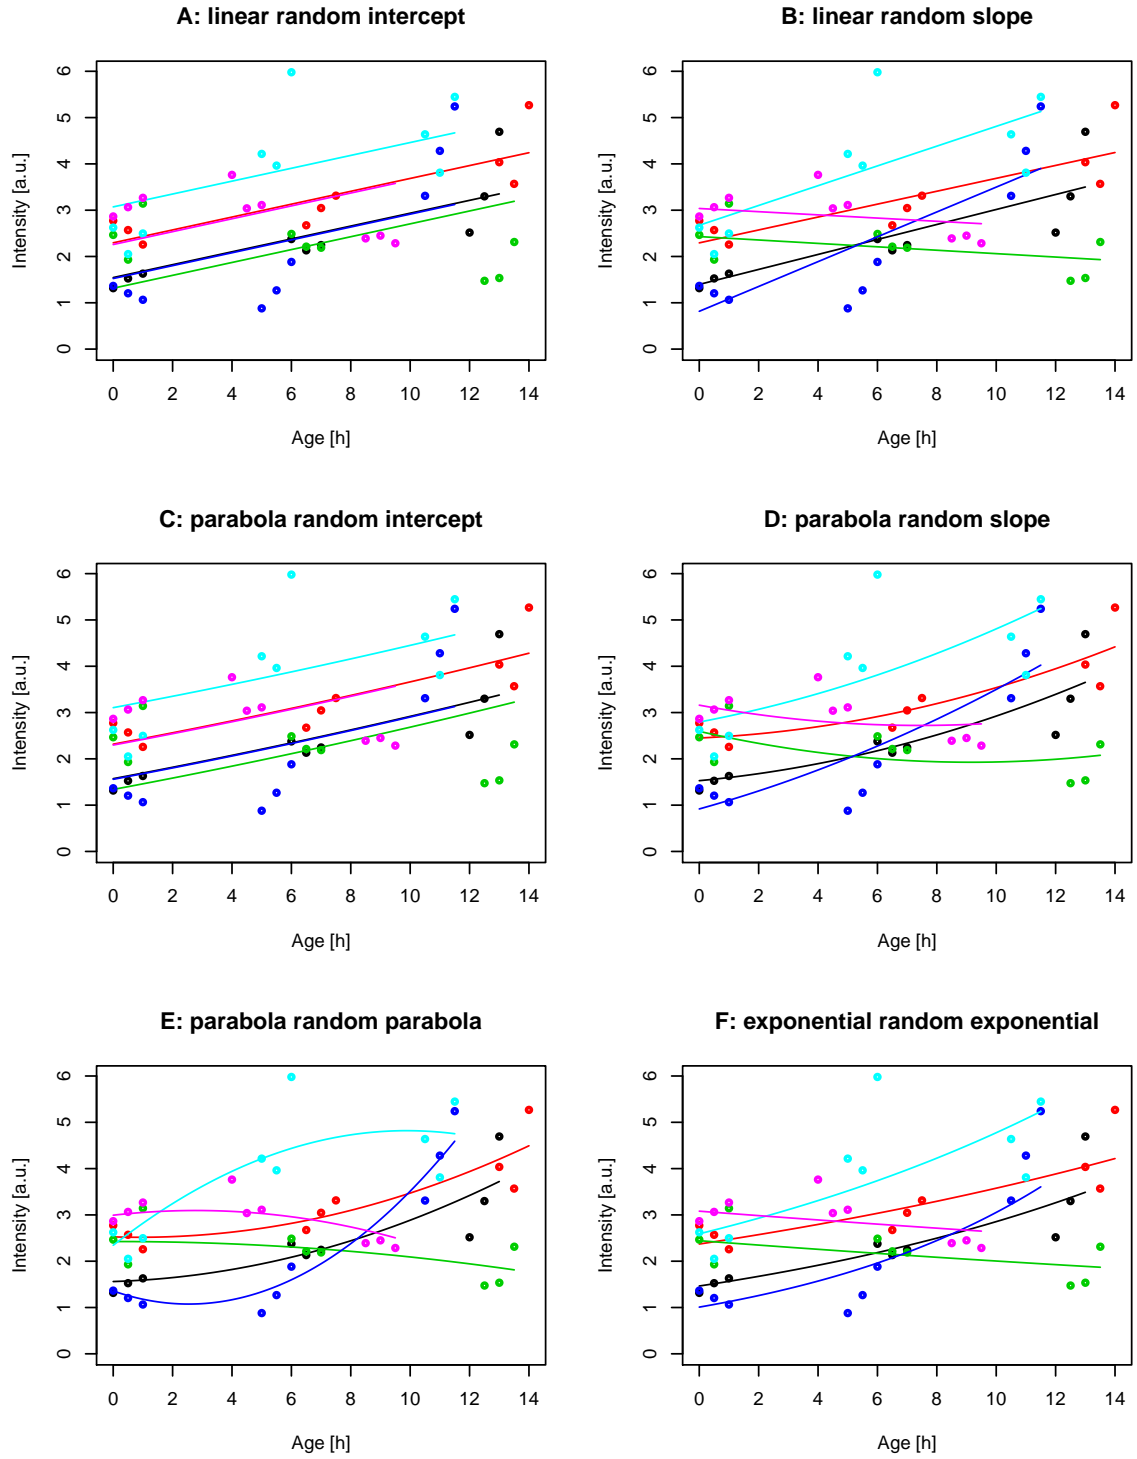 A: linear random intercept
B: linear random slope
Intensity [a.u.]
0 1 2 3 4 5 6
0 2 4 6 8 10 12 14
Age [h]
Intensity [a.u.]
0 1 2 3 4 5 6
0 2 4 6 8 10 12 14
Age [h]
C: parabola random intercept
D: parabola random slope
Intensity [a.u.]
0 1 2 3 4 5 6
0 2 4 6 8 10 12 14
Age [h]
Intensity [a.u.]
0 1 2 3 4 5 6
0 2 4 6 8 10 12 14
Age [h]
E: parabola random parabola
F: exponential random exponential
Intensity [a.u.]
0 1 2 3 4 5 6
0 2 4 6 8 10 12 14
Age [h]
Intensity [a.u.]
0 1 2 3 4 5 6
0 2 4 6 8 10 12 14
Age [h]